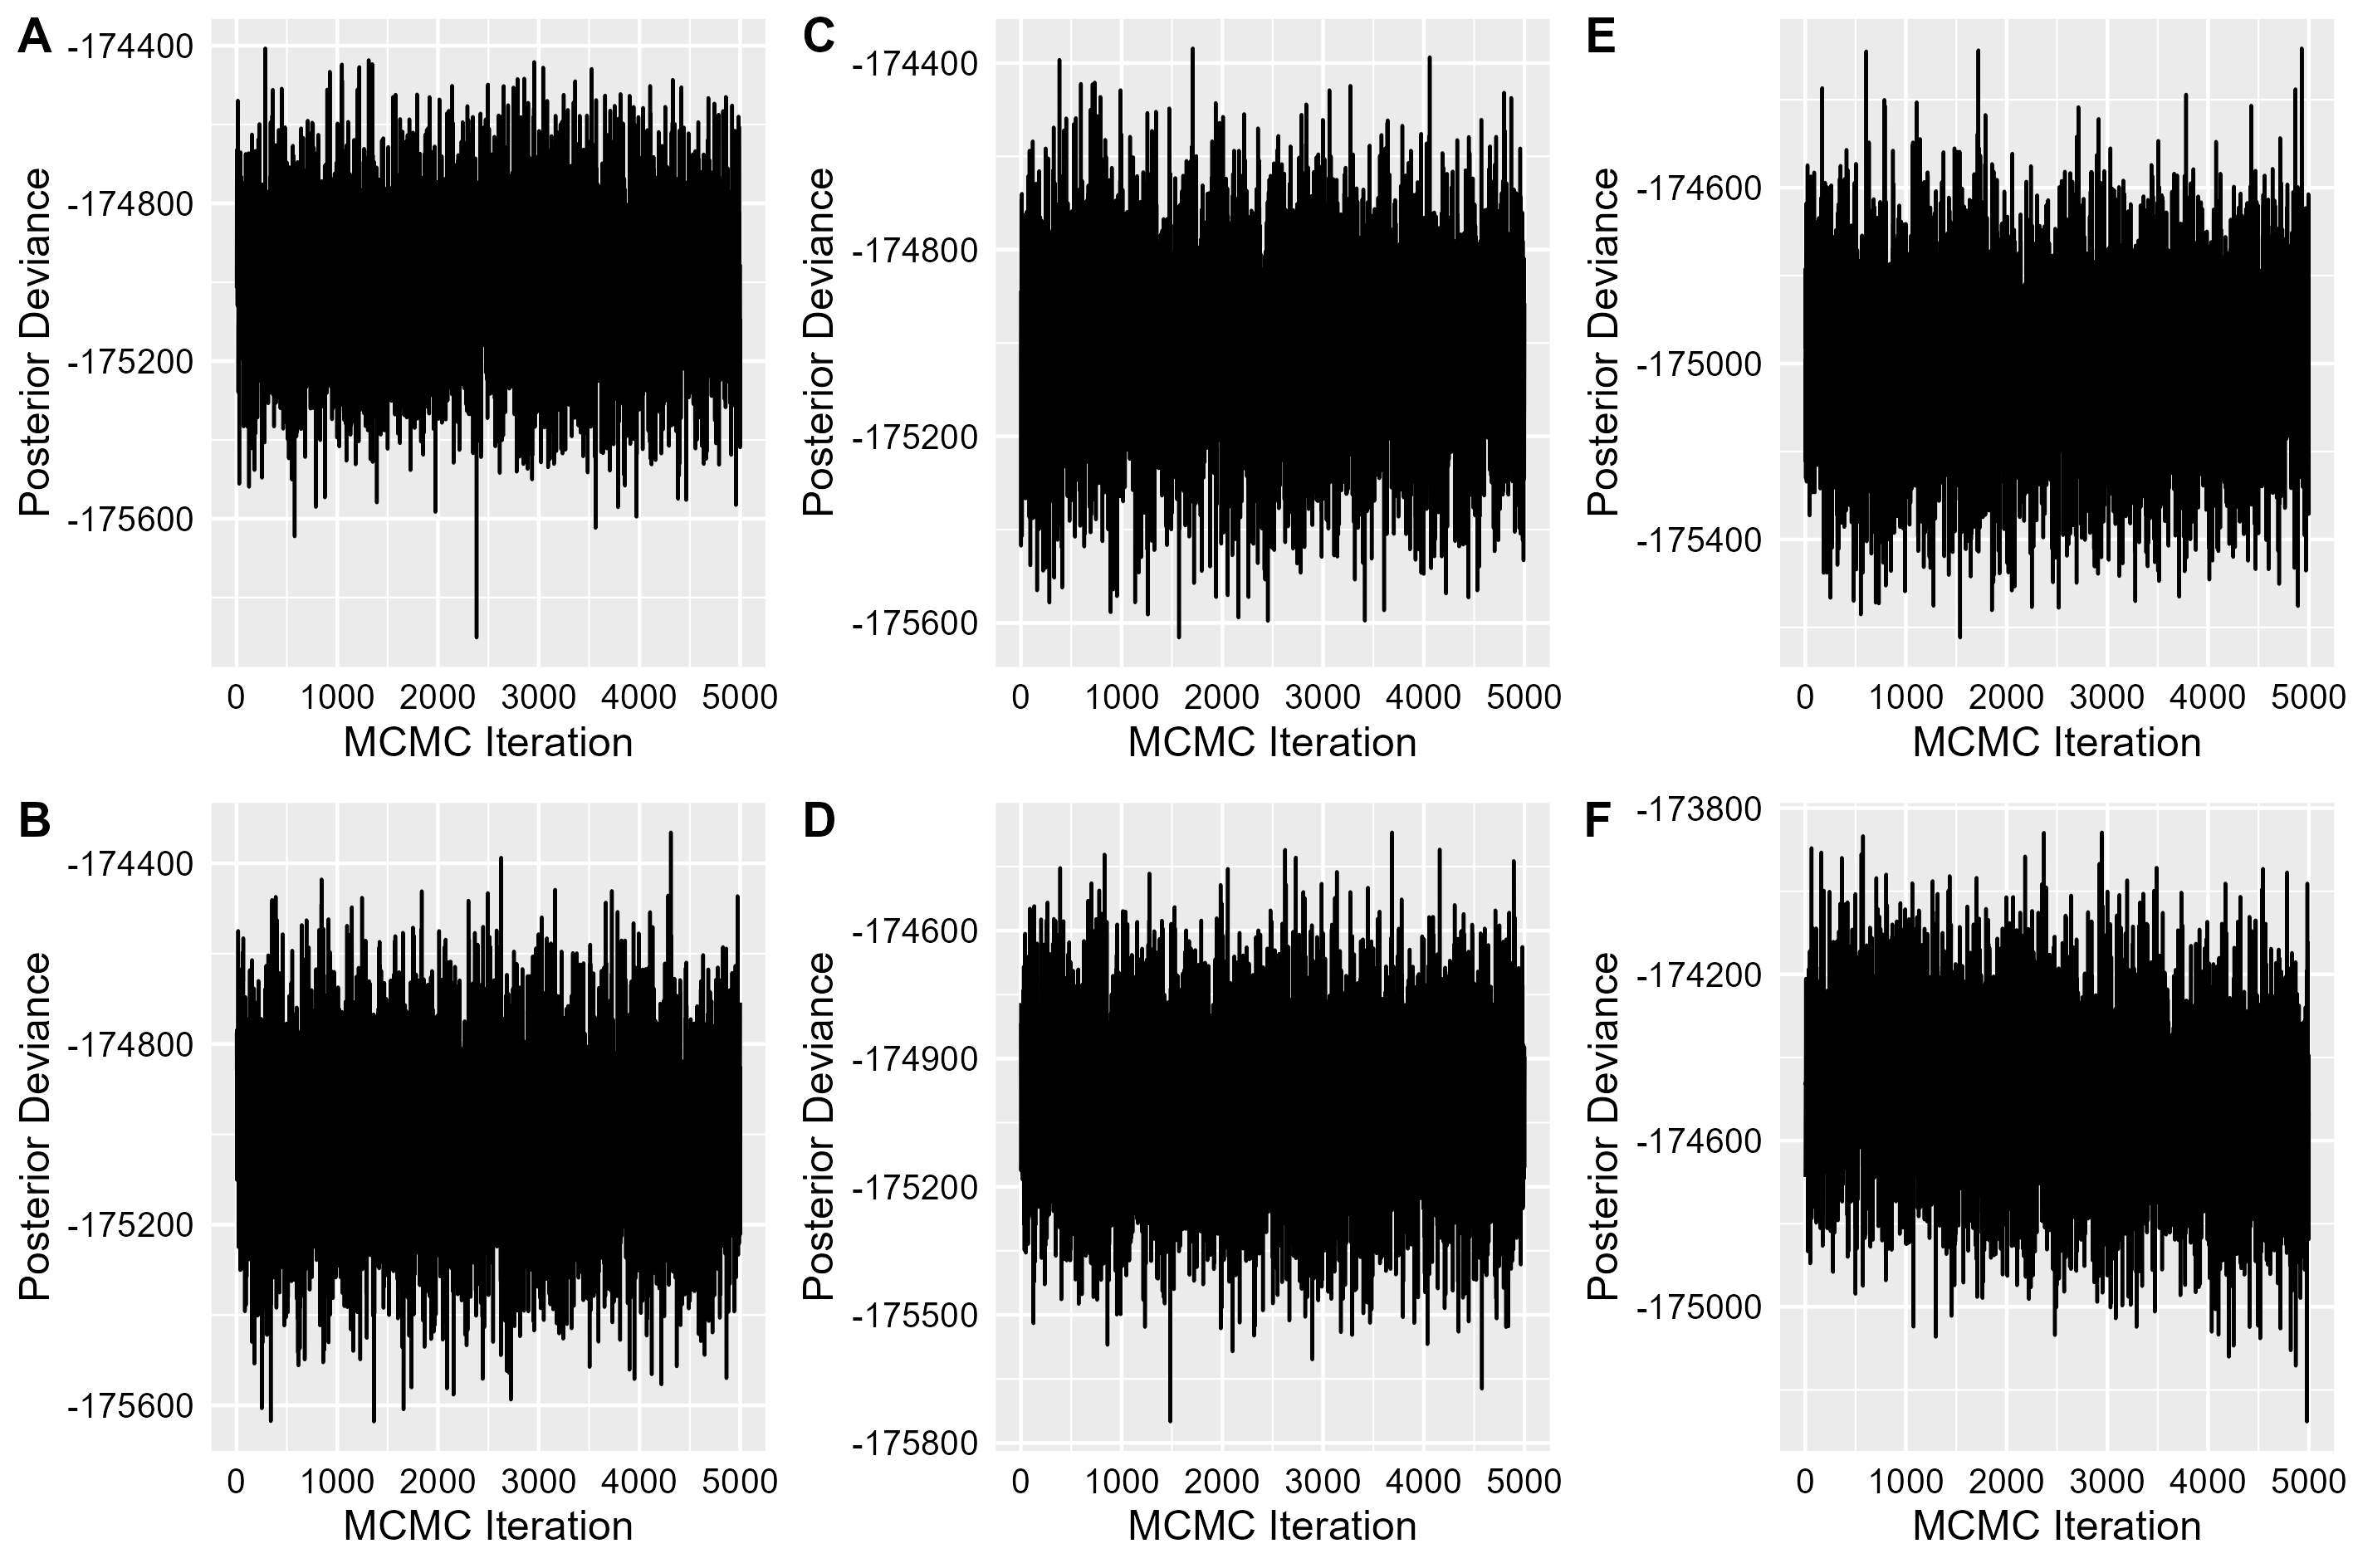 A
-174400
-174800
-175200
-175600
Posterior Deviance
0 1000 2000 3000 4000 5000
MCMC Iteration
C
-174400
-174800
-175200
-175600
Posterior Deviance
0 1000 2000 3000 4000 5000
MCMC Iteration
E
-174600
-175000
-175400
Posterior Deviance
0 1000 2000 3000 4000 5000
MCMC Iteration
B
-174400
-174800
-175200
-175600
Posterior Deviance
0 1000 2000 3000 4000 5000
MCMC Iteration
D
-174600
-174900
-175200
-175500
-175800
Posterior Deviance
0 1000 2000 3000 4000 5000
MCMC Iteration
F
-173800
-174200
-174600
-175000
Posterior Deviance
0 1000 2000 3000 4000 5000
MCMC Iteration